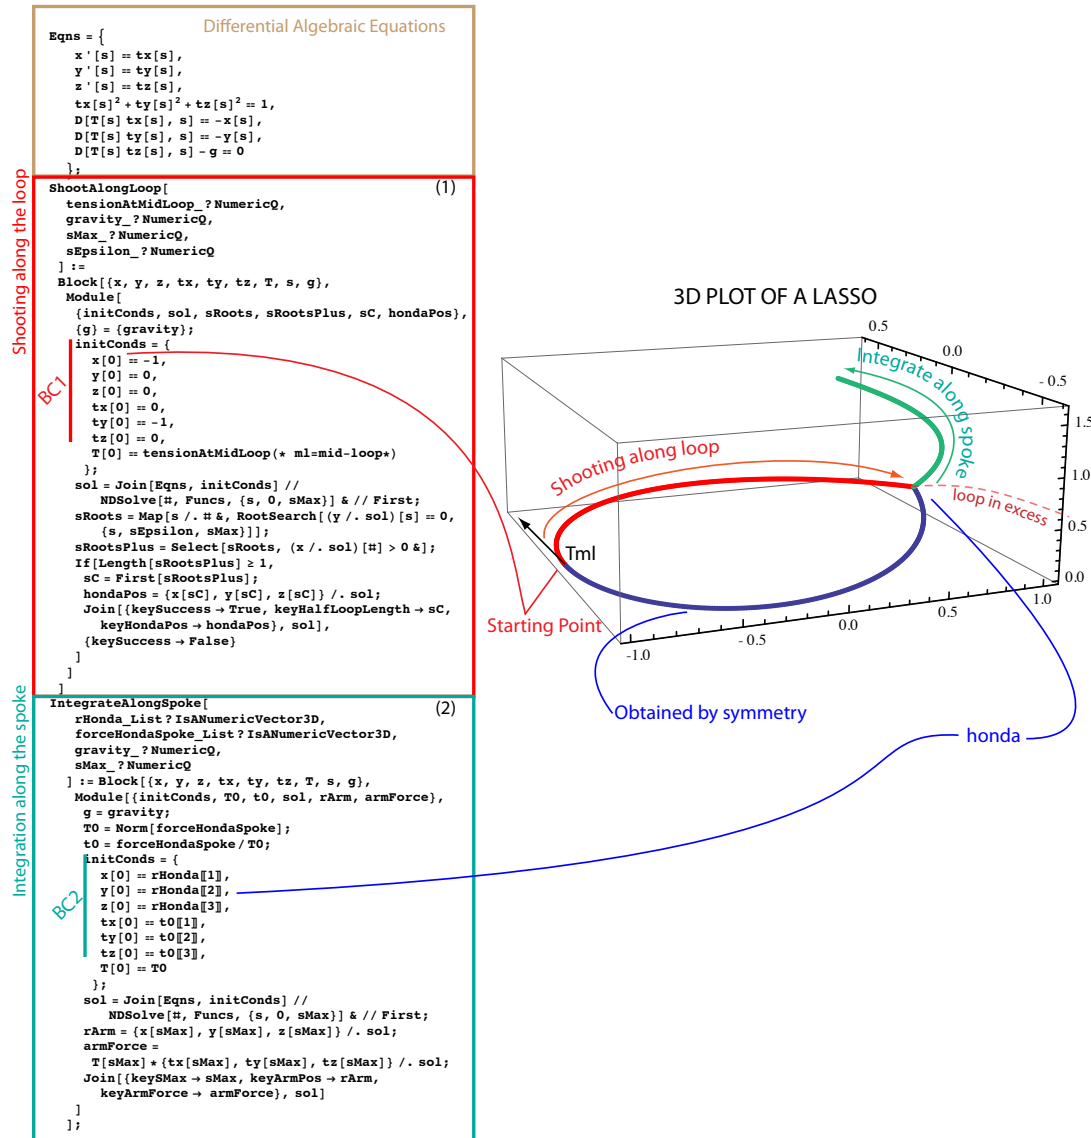 Differential Algebraic Equations
Eqns = {
x '[s] == tx[s],
y '[s] == ty[s],
z '[s] == tz[s],
tx[s]² + ty[s]² + tz[s]² == 1,
D[T[s] tx[s], s] == -x[s],
D[T[s] ty[s], s] == -y[s],
D[T[s] tz[s], s] - g == 0
};
Shooting along the loop
(1)
ShootAlongLoop[
tensionAtMidLoop_?NumericQ,
gravity_?NumericQ,
sMax_?NumericQ,
sEpsilon_?NumericQ
] :=
Block[{x, y, z, tx, ty, tz, T, s, g},
Module[
{initConds, sol, sRoots, sRootsPlus, sC, hondaPos},
{g} = {gravity};
initConds = {
x[0] == -1,
y[0] == 0,
z[0] == 0,
tx[0] == 0,
ty[0] == -1,
tz[0] == 0,
T[0] == tensionAtMidLoop(* ml=mid-loop*)
};
BC1
sol = Join[Eqns, initConds] //
NDSolve[#, Funcs, {s, 0, sMax}] & // First;
sRoots = Map[s /. # &, RootSearch[(y /. sol)[s] == 0,
{s, sEpsilon, sMax}]];
sRootsPlus = Select[sRoots, (x /. sol)[#] > 0 &];
If[Length[sRootsPlus] ≥ 1,
sC = First[sRootsPlus];
hondaPos = {x[sC], y[sC], z[sC]} /. sol;
Join[{keySuccess → True, keyHalfLoopLength → sC,
keyHondaPos → hondaPos}, sol],
{keySuccess → False}
]
]
]
Integration along the spoke
(2)
IntegrateAlongSpoke[
rHonda_List?IsANumericVector3D,
forceHondaSpoke_List?IsANumericVector3D,
gravity_?NumericQ,
sMax_?NumericQ
] := Block[{x, y, z, tx, ty, tz, T, s, g},
Module[{initConds, T0, t0, sol, rArm, armForce},
g = gravity;
T0 = Norm[forceHondaSpoke];
t0 = forceHondaSpoke / T0;
initConds = {
x[0] == rHonda〚1〛,
y[0] == rHonda〚2〛,
z[0] == rHonda〚3〛,
tx[0] == t0〚1〛,
ty[0] == t0〚2〛,
tz[0] == t0〚3〛,
T[0] == T0
};
BC2
sol = Join[Eqns, initConds] //
NDSolve[#, Funcs, {s, 0, sMax}] & // First;
rArm = {x[sMax], y[sMax], z[sMax]} /. sol;
armForce =
T[sMax] * {tx[sMax], ty[sMax], tz[sMax]} /. sol;
Join[{keySMax → sMax, keyArmPos → rArm,
keyArmForce → armForce}, sol]
]
];
3D PLOT OF A LASSO
0.5
0.0
-0.5
1.5
1.0
0.5
0.0
Integrate along spoke
Shooting along loop
loop in excess
Tml
Starting Point
-1.0
-0.5
0.0
0.5
1.0
Obtained by symmetry
honda